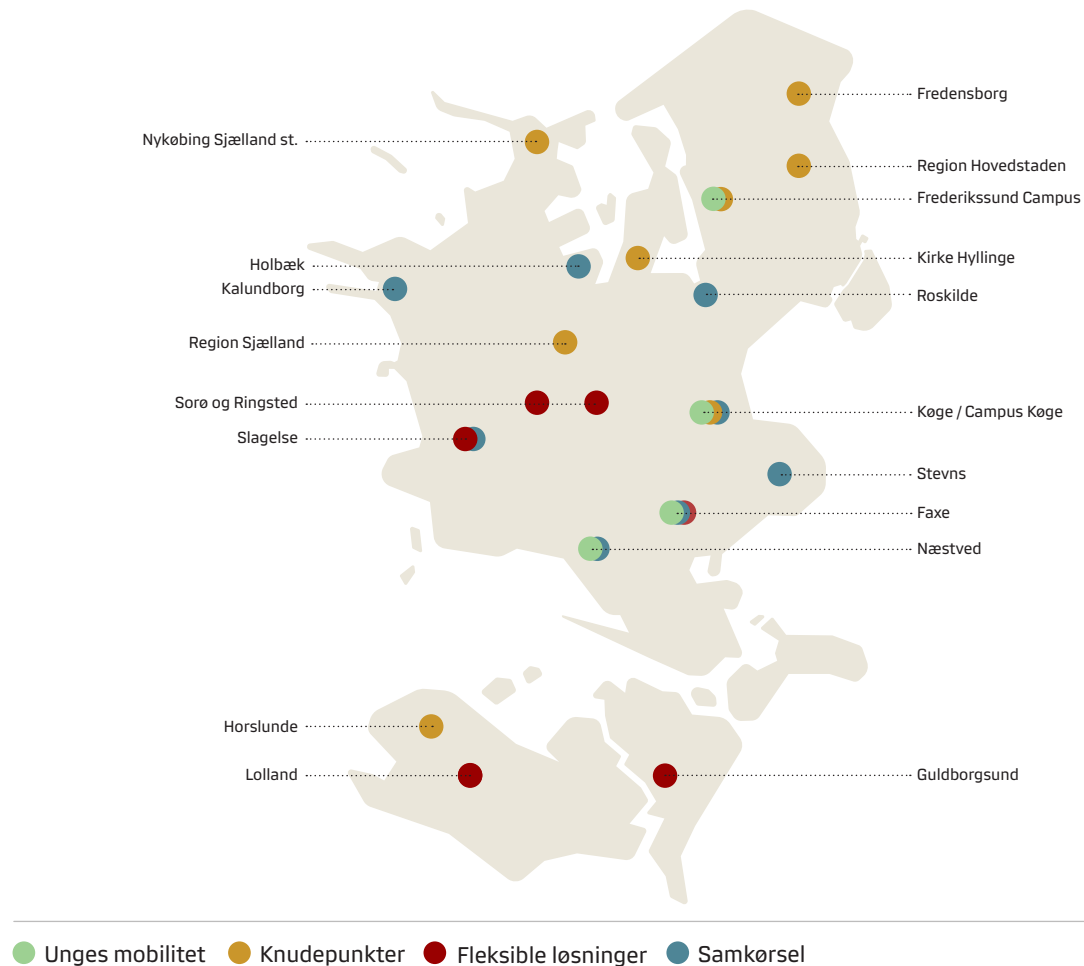 Nykøbing Sjælland st.
Holbæk
Kalundborg
Region Sjælland
Sorø og Ringsted
Slagelse
Horslunde
Lolland
Fredensborg
Region Hovedstaden
Frederikssund Campus
Kirke Hyllinge
Roskilde
Køge / Campus Køge
Stevns
Faxe
Næstved
Guldborgsund
Unges mobilitet
Knudepunkter
Fleksible løsninger
Samkørsel